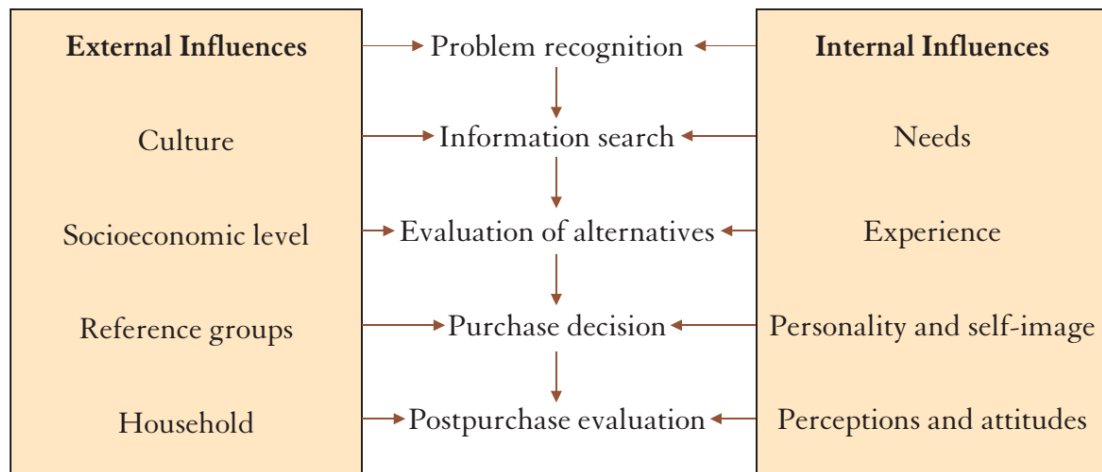 External Influences
Problem recognition
Internal Influences
Culture
Information search
Needs
Socioeconomic level
Evaluation of alternatives
Experience
Reference groups
Purchase decision
Personality and self-image
Household
Postpurchase evaluation
Perceptions and attitudes